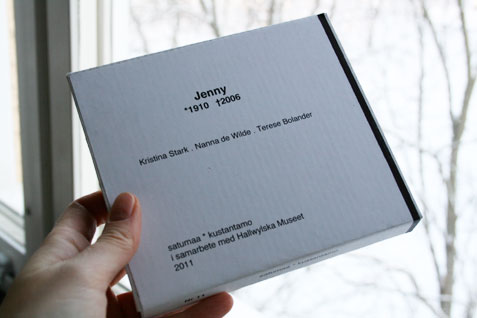 Jenny
*1910 †2006
Kristina Stark . Nanna de Wilde . Terese Bolander
satumaa * kustantamo
i samarbete med Hallwylska Museet
2011